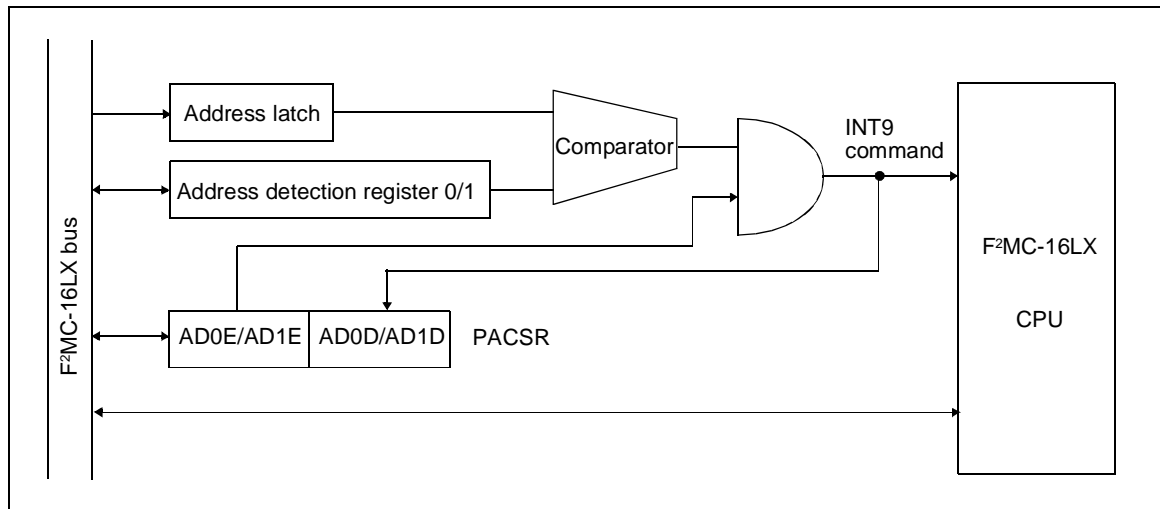 Address latch
Comparator
INT9
command
Address detection register 0/1
F²MC-16LX bus
F²MC-16LX
CPU
AD0E/AD1E
AD0D/AD1D
PACSR